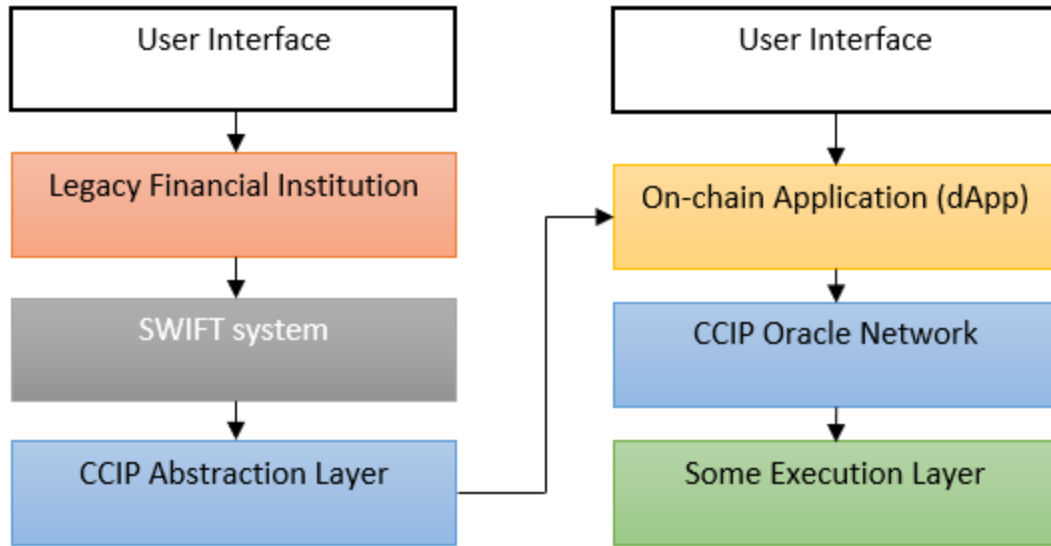 User Interface
Legacy Financial Institution
SWIFT system
CCIP Abstraction Layer
User Interface
On-chain Application (dApp)
CCIP Oracle Network
Some Execution Layer